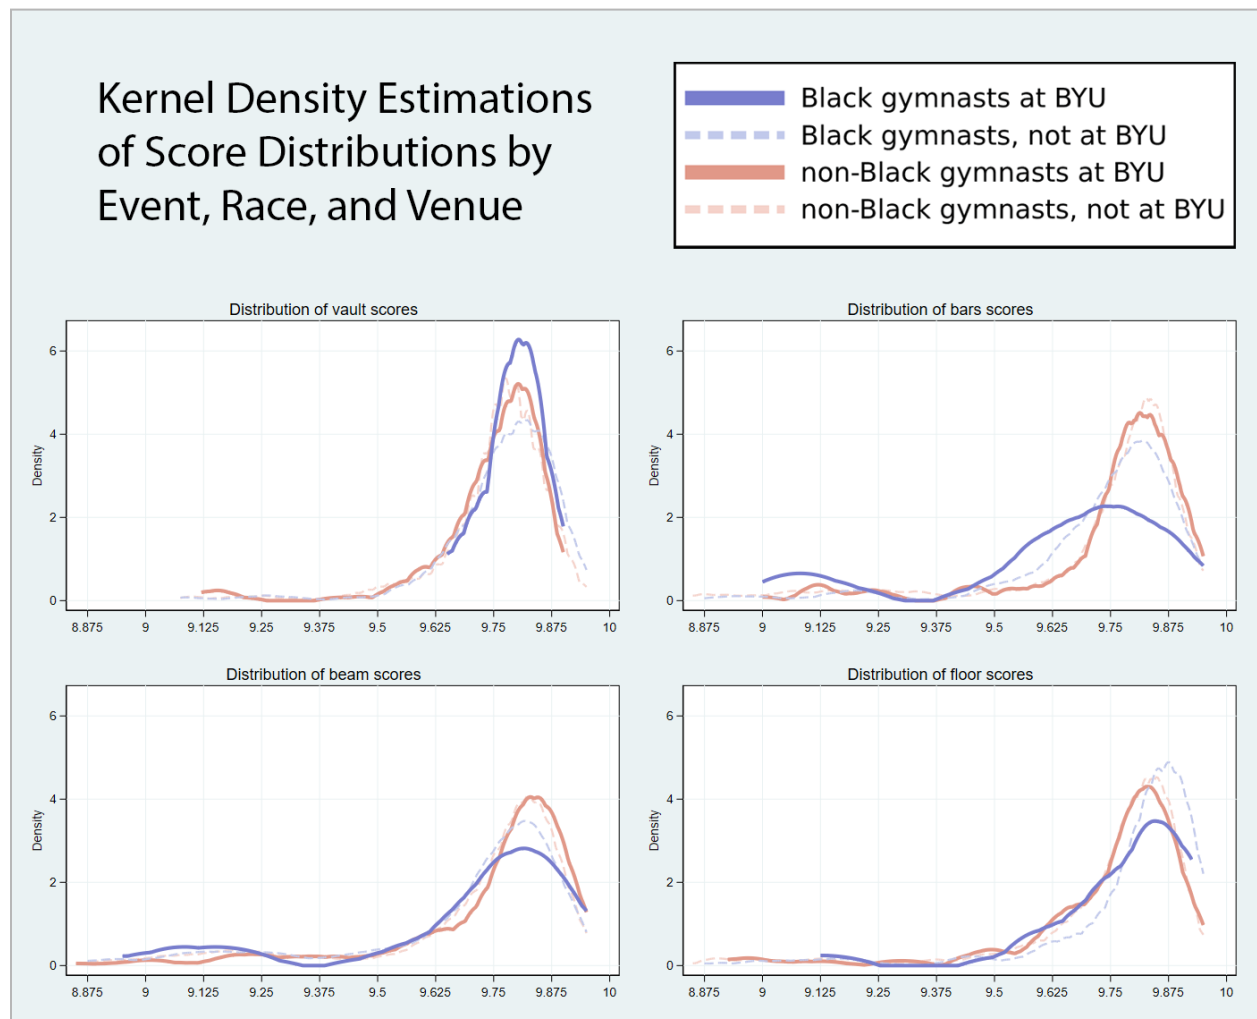 Kernel Density Estimations
of Score Distributions by
Event, Race, and Venue
Black gymnasts at BYU
Black gymnasts, not at BYU
non-Black gymnasts at BYU
non-Black gymnasts, not at BYU
Distribution of vault scores
6
4
2
0
Density
8.875 9 9.125 9.25 9.375 9.5 9.625 9.75 9.875 10
Distribution of bars scores
6
4
2
0
Density
8.875 9 9.125 9.25 9.375 9.5 9.625 9.75 9.875 10
Distribution of beam scores
6
4
2
0
Density
8.875 9 9.125 9.25 9.375 9.5 9.625 9.75 9.875 10
Distribution of floor scores
6
4
2
0
Density
8.875 9 9.125 9.25 9.375 9.5 9.625 9.75 9.875 10